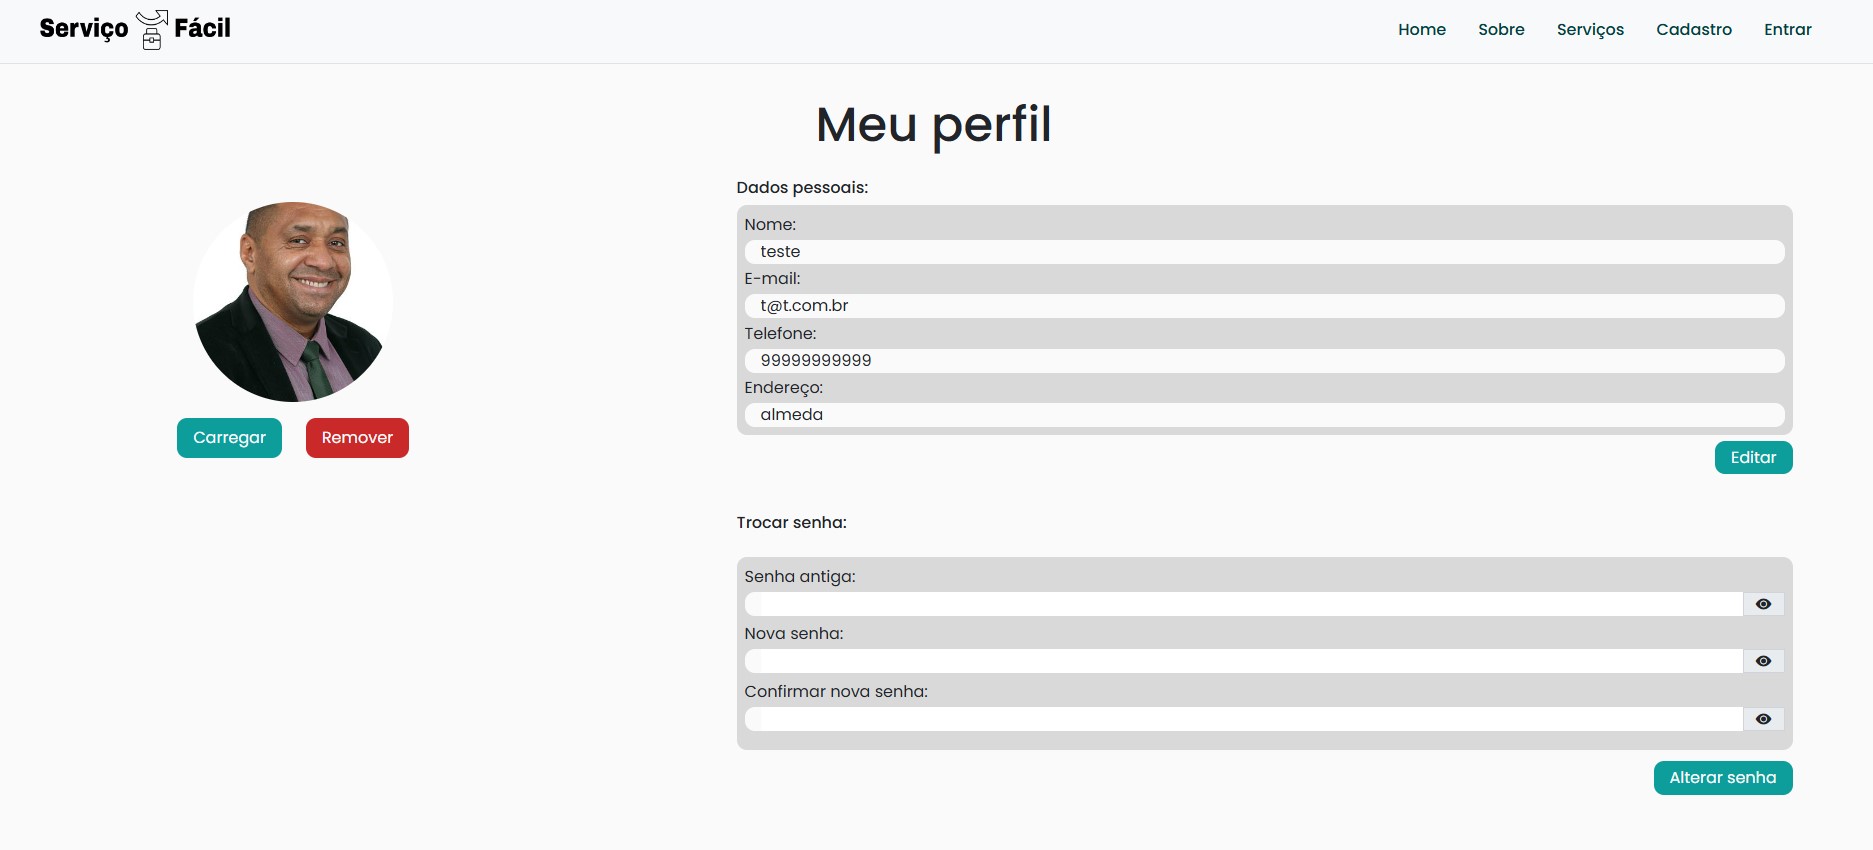 Serviço Fácil
Home Sobre Serviços Cadastro Entrar
Meu perfil
Carregar Remover
Dados pessoais:
Nome:
teste
E-mail:
t@t.com.br
Telefone:
99999999999
Endereço:
almeda
Editar
Trocar senha:
Senha antiga:
Nova senha:
Confirmar nova senha:
Alterar senha